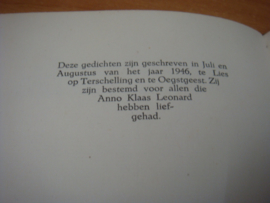 Deze gedichten zijn geschreven in Juli en
Augustus van het jaar 1946, te Lies
op Terschelling en te Oegstgeest. Zij
zijn bestemd voor allen die
Anno Klaas Leonard
hebben lief-
gehad.